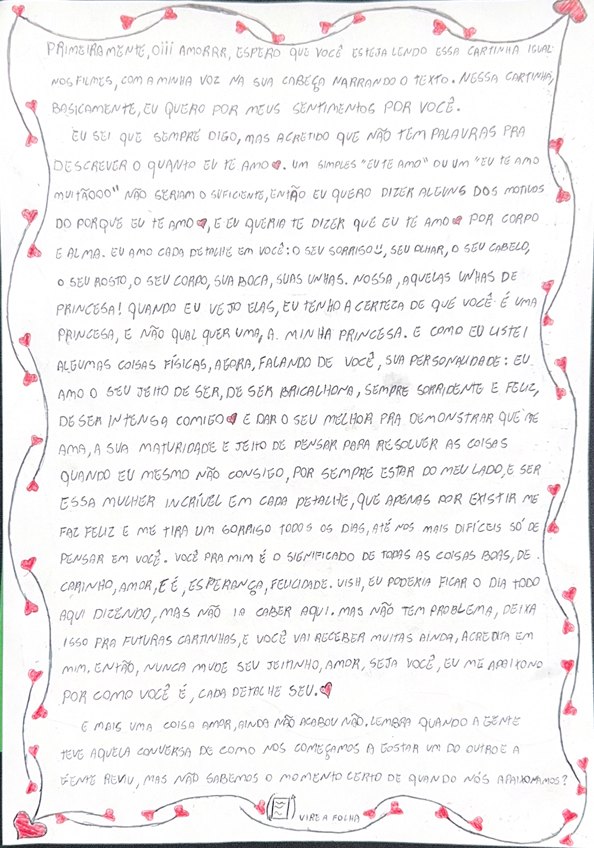 PRIMEIRAMENTE, Oiii AMORRR, ESPERO QUE VOCÊ ESTEJA LENDO ESSA CARTINHA IGUAL
NOS FILMES, COM A MINHA VOZ NA SUA CABEÇA NARRANDO O TEXTO. NESSA CARTINHA,
BASICAMENTE, EU QUERO POR MEUS SENTIMENTOS POR VOCÊ.
EU SEI QUE SEMPRE DIGO, MAS ACREDIDO QUE NÃO TEM PALAVRAS PRA
DESCREVER O QUANTO EU TE AMO ❤. UM SIMPLES "EU TE AMO" OU UM "EU TE AMO
MUITÃOOO" NÃO SERIAM O SUFICIENTE, ENTÃO EU QUERO DIZER ALGUNS DOS MOTIVOS
DO PORQUE EU TE AMO ❤, E EU QUERIA TE DIZER QUE EU TE AMO ❤ POR CORPO
E ALMA. EU AMO CADA DETALHE EM VOCÊ: O SEU SORRISO!!, SEU OLHAR, O SEU CABELO,
O SEU ROSTO, O SEU CORPO, SUA BOCA, SUAS UNHAS. NOSSA, AQUELAS UNHAS DE
PRINCESA! QUANDO EU VEJO ELAS, EU TENHO A CERTEZA DE QUE VOCÊ É UMA
PRINCESA, E NÃO QUAL QUER UMA, A MINHA PRINCESA. E COMO EU LISTEI
ALGUMAS COISAS FÍSICAS, AGORA, FALANDO DE VOCÊ, SUA PERSONALIDADE: EU
AMO O SEU JEITO DE SER, DE SER BRICALHONA, SEMPRE SORRIDENTE E FELIZ,
DE SER INTENSA COMIGO ❤ E DAR O SEU MELHOR PRA DEMONSTRAR QUE ME
AMA, A SUA MATURIDADE E JEITO DE PENSAR PARA RESOLVER AS COISAS
QUANDO EU MESMO NÃO CONSIGO, POR SEMPRE ESTAR DO MEU LADO, E SER
ESSA MULHER INCRÍVEL EM CADA DETALHE, QUE APENAS POR EXISTIR ME
FAZ FELIZ E ME TIRA UM SORRISO TODOS OS DIAS, ATÉ NOS MAIS DIFÍCEIS SÓ DE
PENSAR EM VOCÊ. VOCÊ PRA MIM É O SIGNIFICADO DE TODAS AS COISAS BOAS, DE
CARINHO, AMOR, FÉ, ESPERANÇA, FELICIDADE. VISH, EU PODERIA FICAR O DIA TODO
AQUI DIZENDO, MAS NÃO IA CABER AQUI. MAS NÃO TEM PROBLEMA, DEIXA
ISSO PRA FUTURAS CARTINHAS, E VOCÊ VAI RECEBER MUITAS AINDA, ACREDITA EM
MIM. ENTÃO, NUNCA MUDE SEU JEITINHO, AMOR, SEJA VOCÊ, EU ME APAIXONO
POR COMO VOCÊ É, CADA DETALHE SEU. ❤
E MAIS UMA COISA AMOR, AINDA NÃO ACABOU NÃO. LEMBRA QUANDO A GENTE
TEVE AQUELA CONVERSA DE COMO NOS COMEÇAMOS A GOSTAR UM DO OUTRO E A
GENTE REVIU, MAS NÃO SABEMOS O MOMENTO CERTO DE QUANDO NÓS APAIXONAMOS?
VIRE A FOLHA